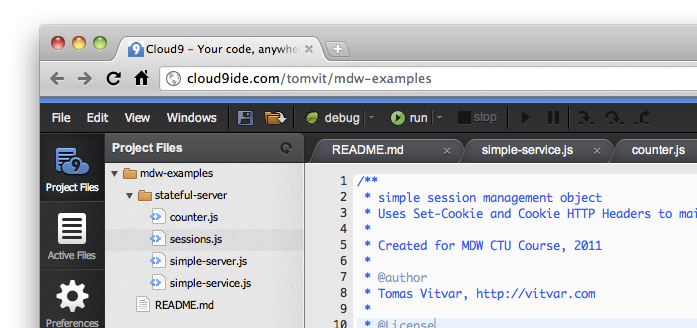 Cloud9 – Your code, anywhe
cloud9ide.com/tomvit/mdw-examples
File Edit View Windows debug run stop
Project Files
README.md simple-service.js counter.js
Project Files
Active Files
Preferences
mdw-examples
stateful-server
counter.js
sessions.js
simple-server.js
simple-service.js
README.md
1 /**
2 * simple session management object
3 * Uses Set-Cookie and Cookie HTTP Headers to mai
4 *
5 * Created for MDW CTU Course, 2011
6 *
7 * @author
8 * Tomas Vitvar, http://vitvar.com
9 *
10 * @License